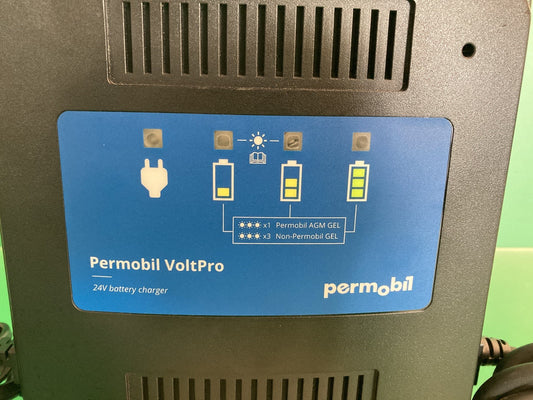 x1 Permobil AGM GEL
x3 Non-Permobil GEL
Permobil VoltPro
24V battery charger
permobil